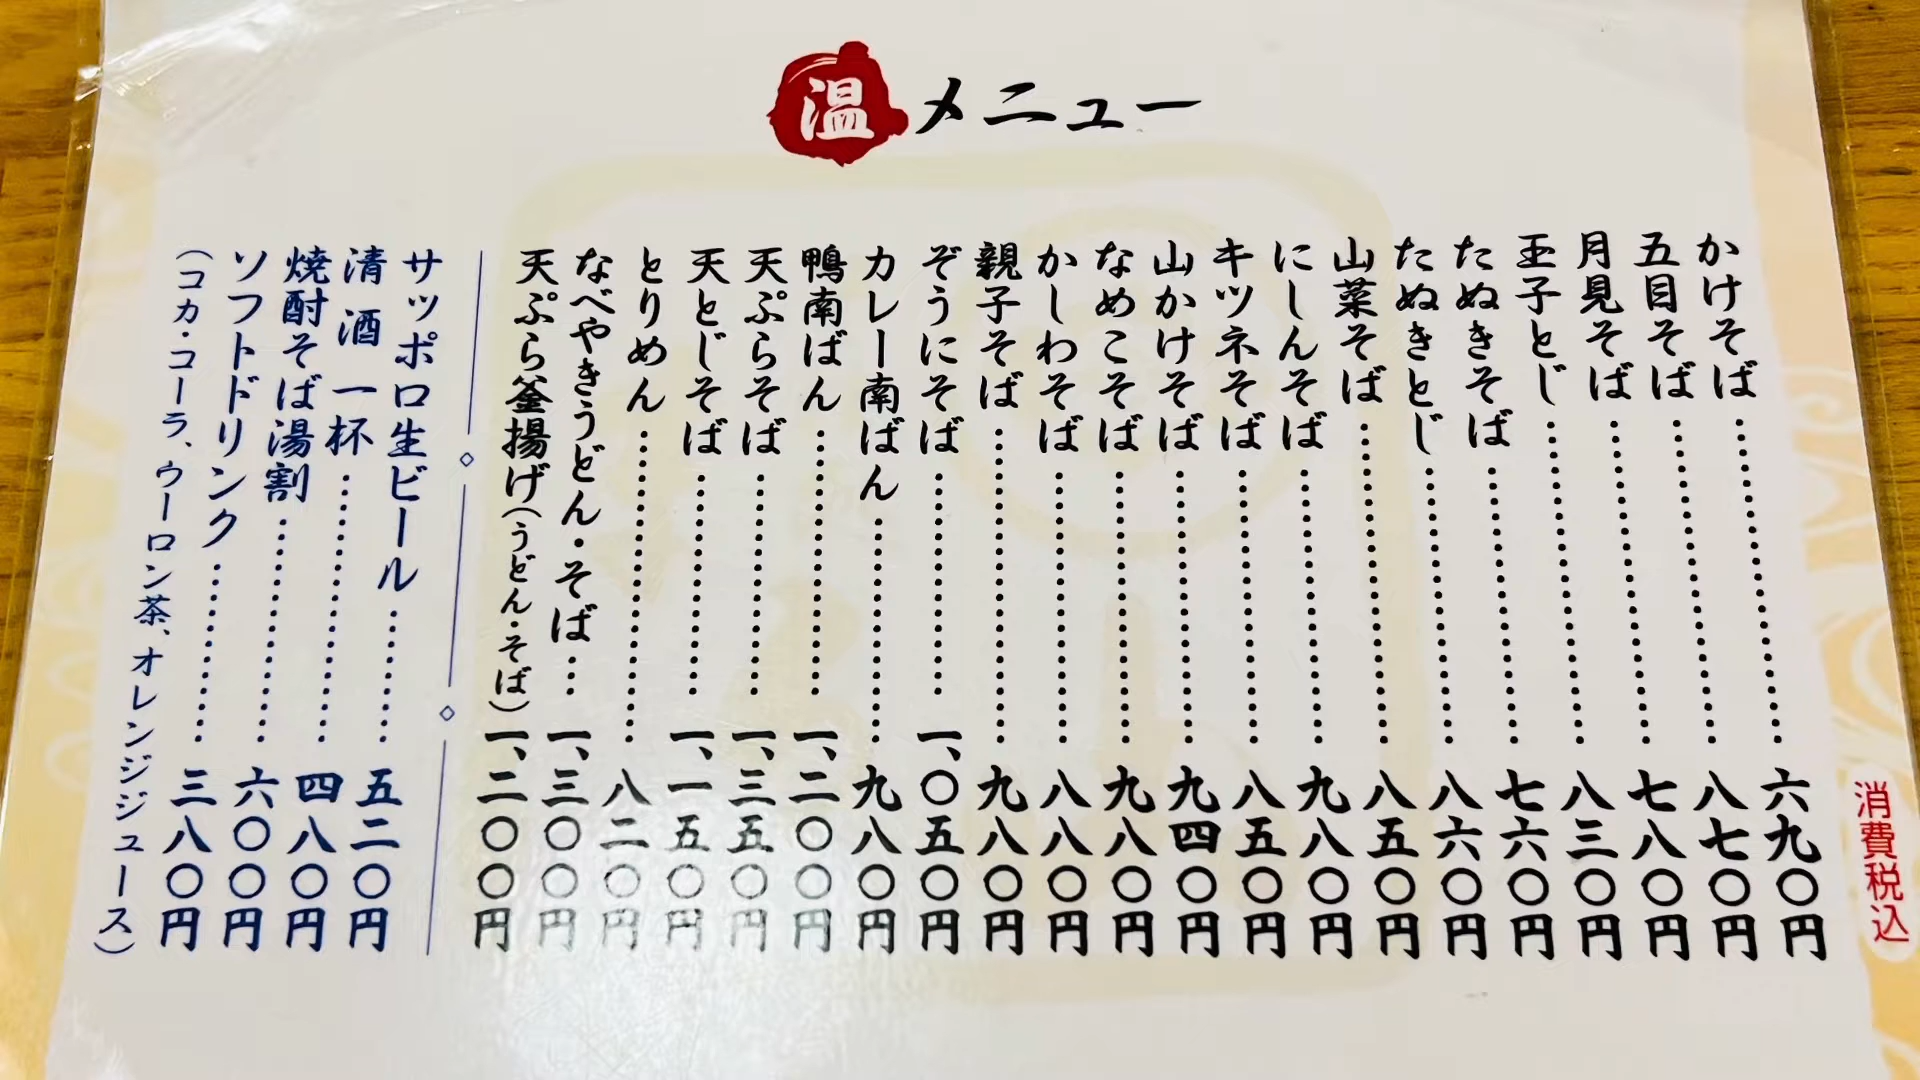 温メニュー
消費税込
かけそば……六九〇円
五目そば……八七〇円
月見そば……七八〇円
玉子とじ……八三〇円
たぬきそば……七六〇円
たぬきとじ……八六〇円
山菜そば……八五〇円
にしんそば……九八〇円
キツネそば……八五〇円
山かけそば……九四〇円
なめこそば……九八〇円
かしわそば……八八〇円
親子そば……九八〇円
ぞうにそば……一、〇五〇円
カレー南ばん……九八〇円
鴨南ばん……一、二〇〇円
天ぷらそば……一、三五〇円
天とじそば……一、一五〇円
とりめん……八二〇円
なべやきうどん・そば…一、三〇〇円
天ぷら釜揚げ(うどん・そば)一、二〇〇円
サッポロ生ビール……五二〇円
清酒 一杯……四八〇円
焼酎そば湯割……六〇〇円
ソフトドリンク……三八〇円
(コカ・コーラ、ウーロン茶、オレンジジュース)